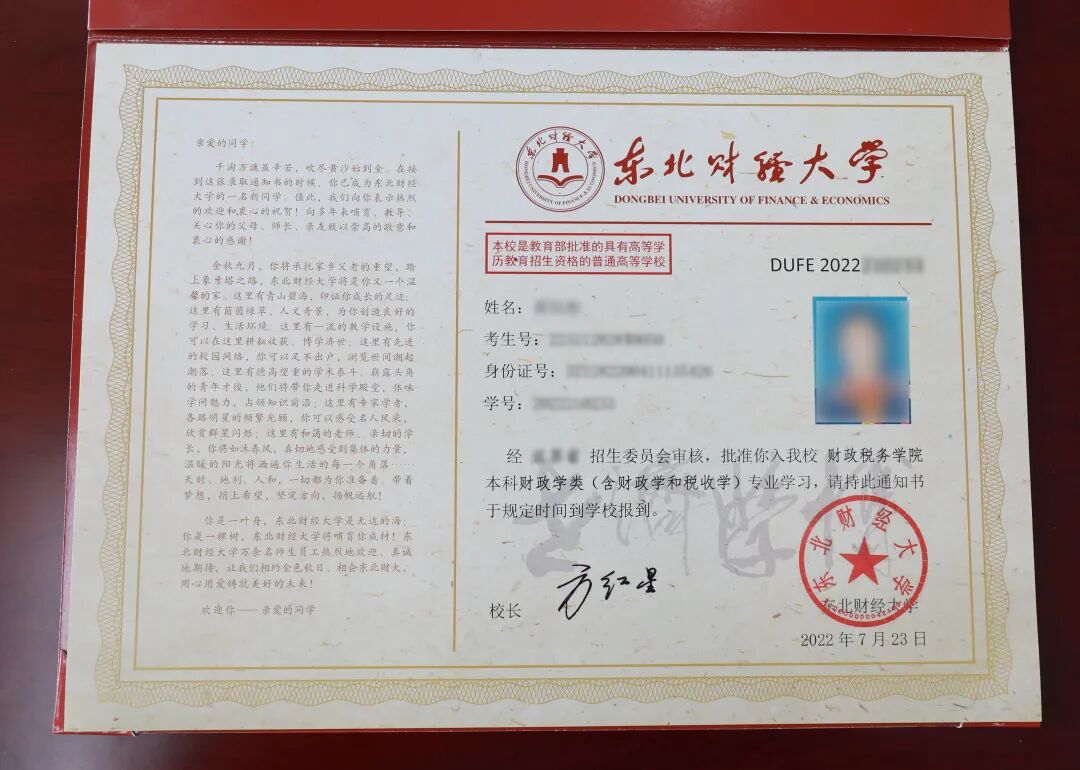 亲爱的同学：
千淘万漉虽辛苦，吹尽黄沙始到金。在接
到这张录取通知书的时候，你已成为东北财经
大学的一名新同学。值此，我们向你表示热烈
的欢迎和衷心的祝贺！向多年来哺育、教导、
关心你的父母、师长、亲友致以崇高的敬意和
衷心的感谢！
金秋九月，你将承托家乡父老的重望，踏
上象牙塔之路，东北财经大学将是你又一个温
馨的家。这里有青山碧海，印证你成长的足迹；
这里有茵茵绿草、人文奇景，为你创造良好的
学习、生活环境；这里有一流的教学设施，你
可以在这里耕耘收获、博学济世；这里有先进
的校园网络，你可以足不出户，浏览世间潮起
潮落；这里有德高望重的学术泰斗、崭露头角
的青年才俊，他们将带你走进科学殿堂，体味
学问魅力，占领知识前沿；这里有专家学者，
各路明星的频繁光顾，你可以感受名人风采，
欣赏群星闪烁；这里有和蔼的老师、亲切的学
长，你将如沐春风，真切地感受到集体的力量，
温暖的阳光将洒遍你生活的每一个角落……
天时、地利、人和，一切都为你准备着。带着
梦想，捎上希望，坚定方向，扬帆远航！
你是一叶舟，东北财经大学是无边的海；
你是一棵树，东北财经大学将哺育你成材！东
北财经大学万余名师生员工热烈地欢迎、真诚
地期待。让我们相约金色秋日、相会东北财大，
用心用爱铸就美好的未来！
欢迎你——亲爱的同学
东北财经大学
DONGBEI UNIVERSITY OF FINANCE & ECONOMICS
东北财经大学
DONGBEI UNIVERSITY OF FINANCE & ECONOMICS
本校是教育部批准的具有高等学
历教育招生资格的普通高等学校
DUFE 2022
姓名：
考生号：
身份证号：
学号：
经 招生委员会审核，批准你入我校 财政税务学院
本科财政学类（含财政学和税收学）专业学习，请持此通知书
于规定时间到学校报到。
校长 方红星
东北财经大学
东北财经大学
2022 年 7 月 23 日